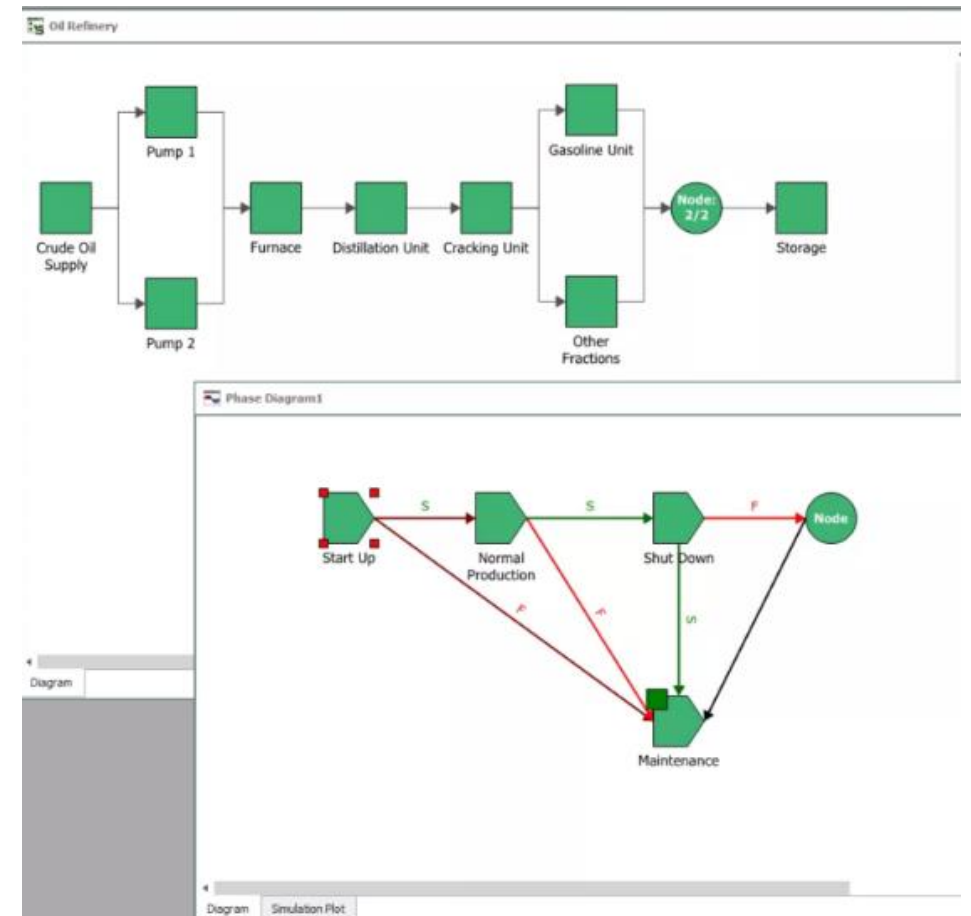 Oil Refinery
Pump 1
Gasoline Unit
Node:
2/2
Crude Oil
Supply
Furnace
Distillation Unit
Cracking Unit
Storage
Pump 2
Other
Fractions
Phase Diagram1
S
S
F
Node
Start Up
Normal
Production
Shut Down
F
F
S
Maintenance
Diagram
Diagram
Simulation Plot